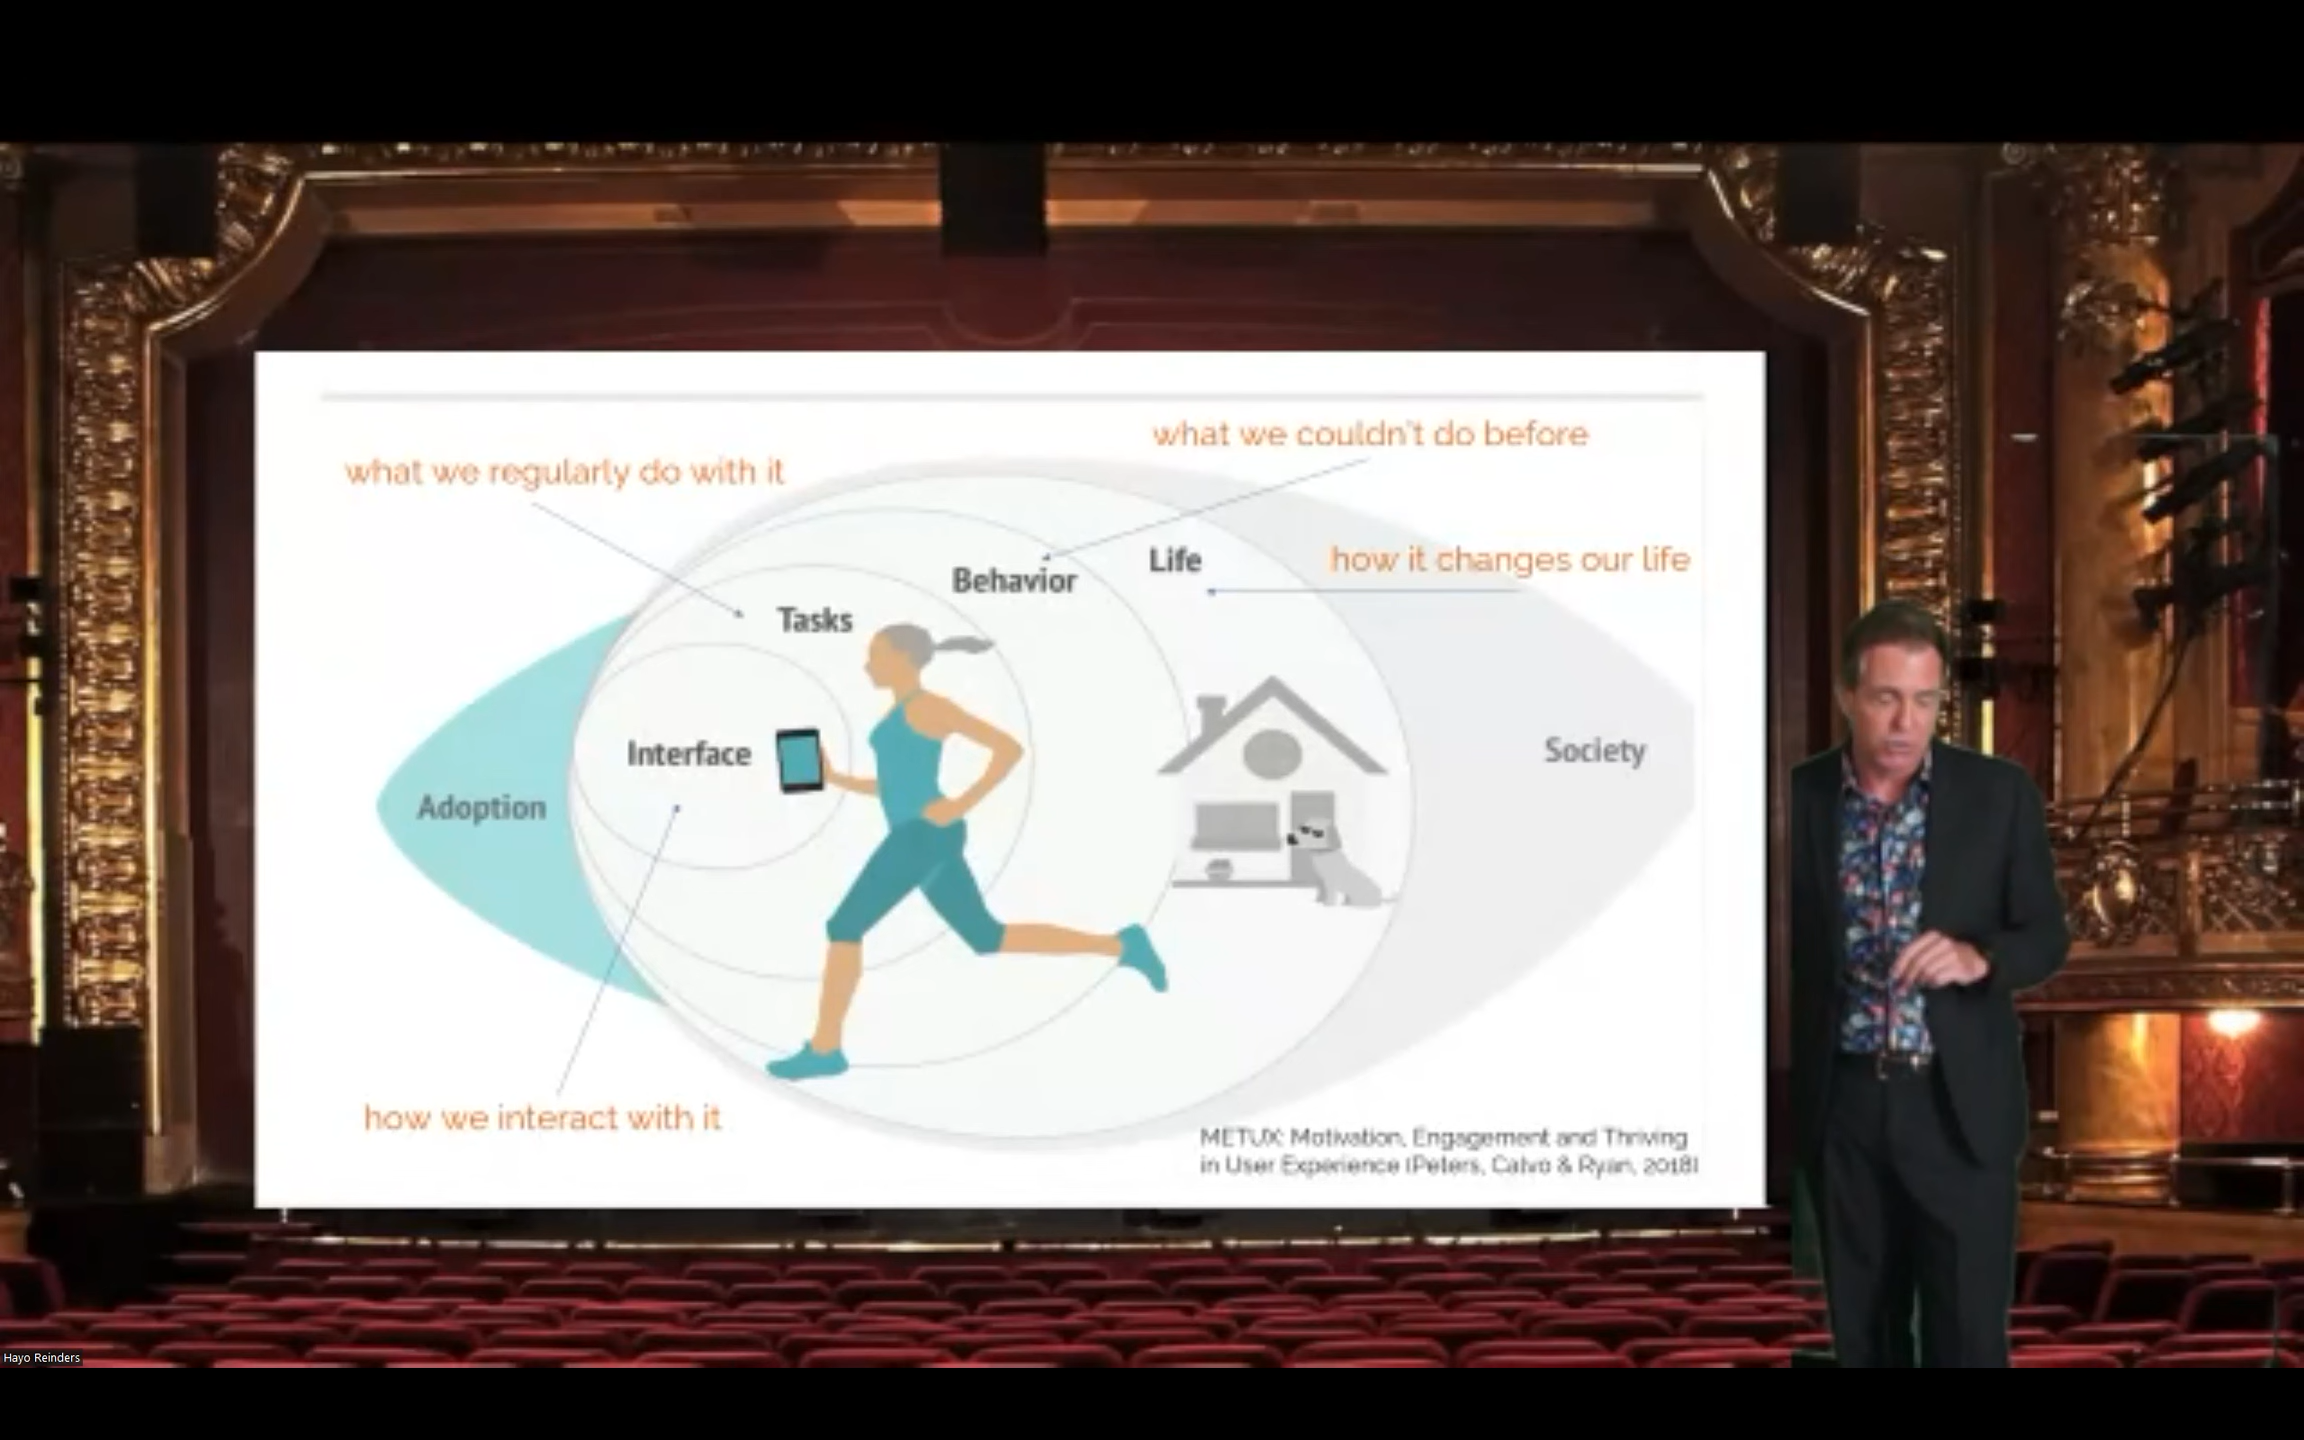 what we couldn't do before
what we regularly do with it
how it changes our life
Life
Behavior
Tasks
Interface
Society
Adoption
how we interact with it
METUX: Motivation, Engagement and Thriving
in User Experience (Peters, Calvo & Ryan, 2018)
Hayo Reinders